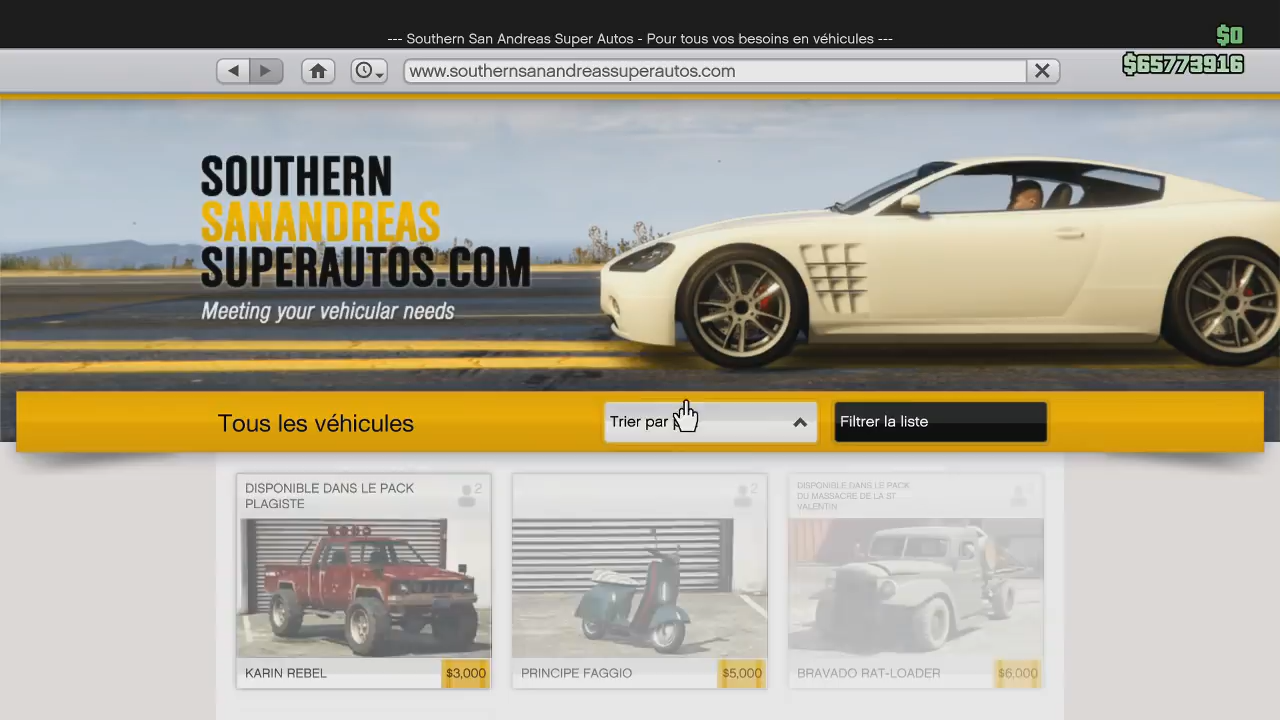 --- Southern San Andreas Super Autos - Pour tous vos besoins en véhicules ---
$0
$65773916
www.southernsanandreassuperautos.com
SOUTHERN
SANANDREAS
SUPERAUTOS.COM
Meeting your vehicular needs
Tous les véhicules
Trier par
Filtrer la liste
DISPONIBLE DANS LE PACK
PLAGISTE
2
2
DISPONIBLE DANS LE PACK
DU MASSACRE DE LA ST
VALENTIN
KARIN REBEL
$3,000
PRINCIPE FAGGIO
$5,000
BRAVADO RAT-LOADER
$6,000